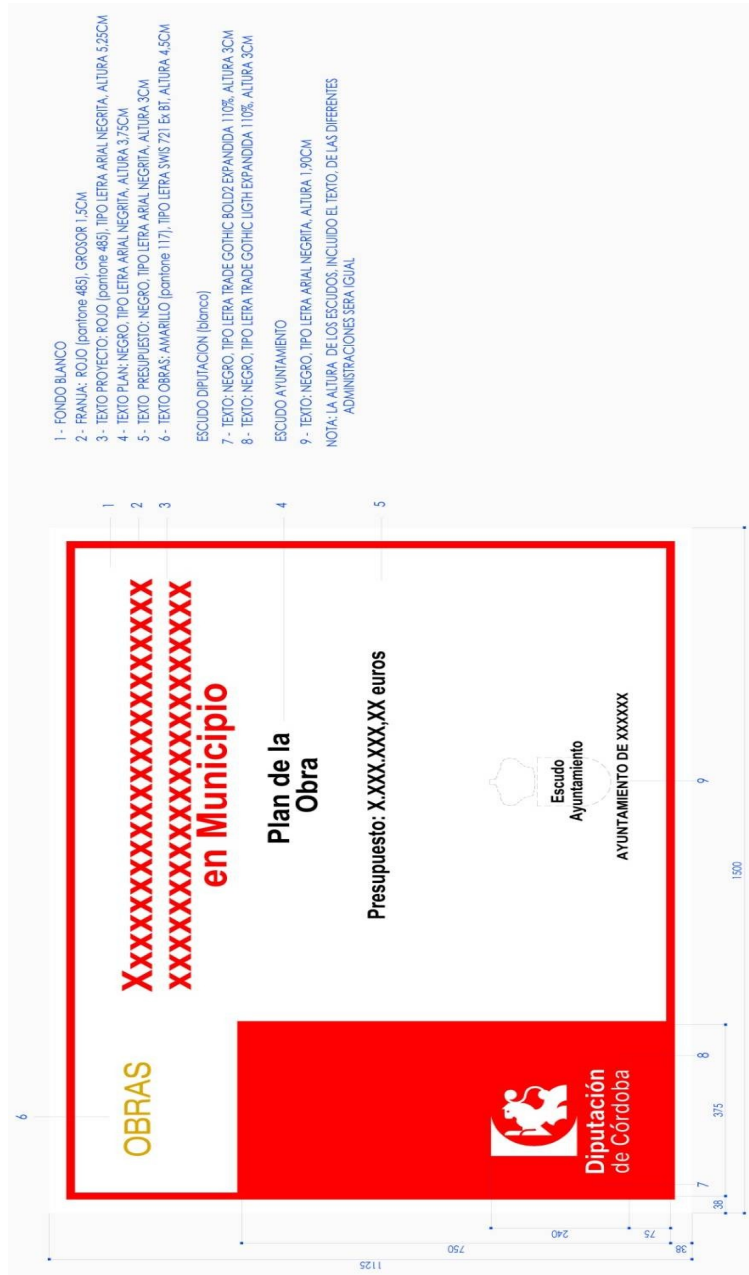 1 - FONDO BLANCO
2 - FRANJA: ROJO (pantone 485), GROSOR 1,5CM
3 - TEXTO PROYECTO: ROJO (pantone 485), TIPO LETRA ARIAL NEGRITA, ALTURA 5,25CM
4 - TEXTO PLAN: NEGRO, TIPO LETRA ARIAL NEGRITA, ALTURA 3,75CM
5 - TEXTO PRESUPUESTO: NEGRO, TIPO LETRA ARIAL NEGRITA, ALTURA 3CM
6 - TEXTO OBRAS: AMARILLO (pantone 117), TIPO LETRA SWIS 721 Ex BT, ALTURA 4,5CM
ESCUDO DIPUTACION (blanco)
7 - TEXTO: NEGRO, TIPO LETRA TRADE GOTHIC BOLD2 EXPANDIDA 110%, ALTURA 3CM
8 - TEXTO: NEGRO, TIPO LETRA TRADE GOTHIC LIGTH EXPANDIDA 110%, ALTURA 3CM
ESCUDO AYUNTAMIENTO
9 - TEXTO: NEGRO, TIPO LETRA ARIAL NEGRITA, ALTURA 1,90CM
NOTA: LA ALTURA DE LOS ESCUDOS, INCLUIDO EL TEXTO, DE LAS DIFERENTES
ADMINISTRACIONES SERA IGUAL
6
OBRAS
Xxxxxxxxxxxxxxxxxxxxxxx
xxxxxxxxxxxxxxxxxxxxxxx
en Municipio
Plan de la
Obra
Presupuesto: X.XXX.XXX,XX euros
Escudo
Ayuntamiento
AYUNTAMIENTO DE XXXXXX
Diputación
de Córdoba
1
2
3
4
5
7
8
9
38
375
1500
1125
750
240
75
38